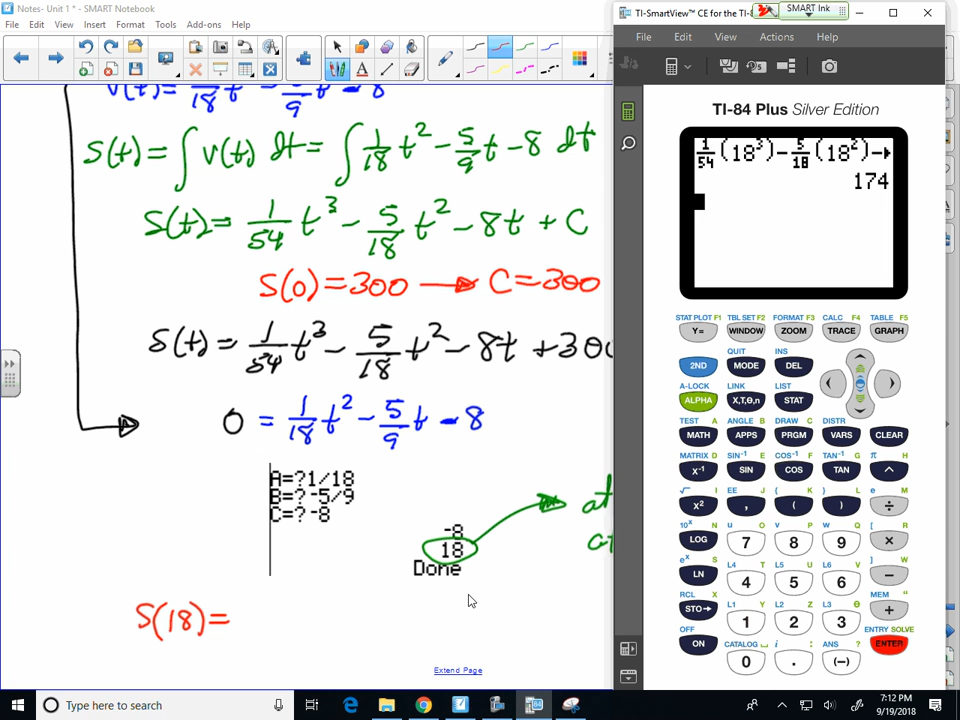 Notes- Unit 1 * - SMART Notebook
File Edit View Insert Format Tools Add-ons Help
v(t) = 1/18 t² - 5/9 t - 8
S(t) = ∫ v(t) dt = ∫ 1/18 t² - 5/9 t - 8 dt
S(t) = 1/54 t³ - 5/18 t² - 8t + C
S(0) = 300 → C = 300
S(t) = 1/54 t³ - 5/18 t² - 8t + 300
0 = 1/18 t² - 5/9 t - 8
A=?1/18
B=?-5/9
C=?-8
-8
18
Done
at
at
S(18) =
Extend Page
TI-SmartView™ CE for the TI-8
SMART Ink
File Edit View Actions Help
TI-84 Plus Silver Edition
1/54(18³)-5/18(18²)-
174
STAT PLOT F1 TBL SET F2 FORMAT F3 CALC F4 TABLE F5
Y= WINDOW ZOOM TRACE GRAPH
QUIT INS
2ND MODE DEL
A-LOCK LINK LIST
ALPHA X,T,Θ,n STAT
TEST A ANGLE B DRAW C DISTR
MATH APPS PRGM VARS CLEAR
MATRIX D SIN⁻¹ E COS⁻¹ F TAN⁻¹ G π H
x⁻¹ SIN COS TAN ^
√ I EE J { K } L e M
x² , ( ) ÷
10ˣ N u O v P w Q [ R
LOG 7 8 9 ×
eˣ S L4 T L5 U L6 V ] W
LN 4 5 6 −
RCL X L1 Y L2 Z L3 θ MEM "
STO→ 1 2 3 +
OFF CATALOG ␣ i : ANS ? ENTRY SOLVE
ON 0 . (−) ENTER
Type here to search
7:12 PM
9/19/2018